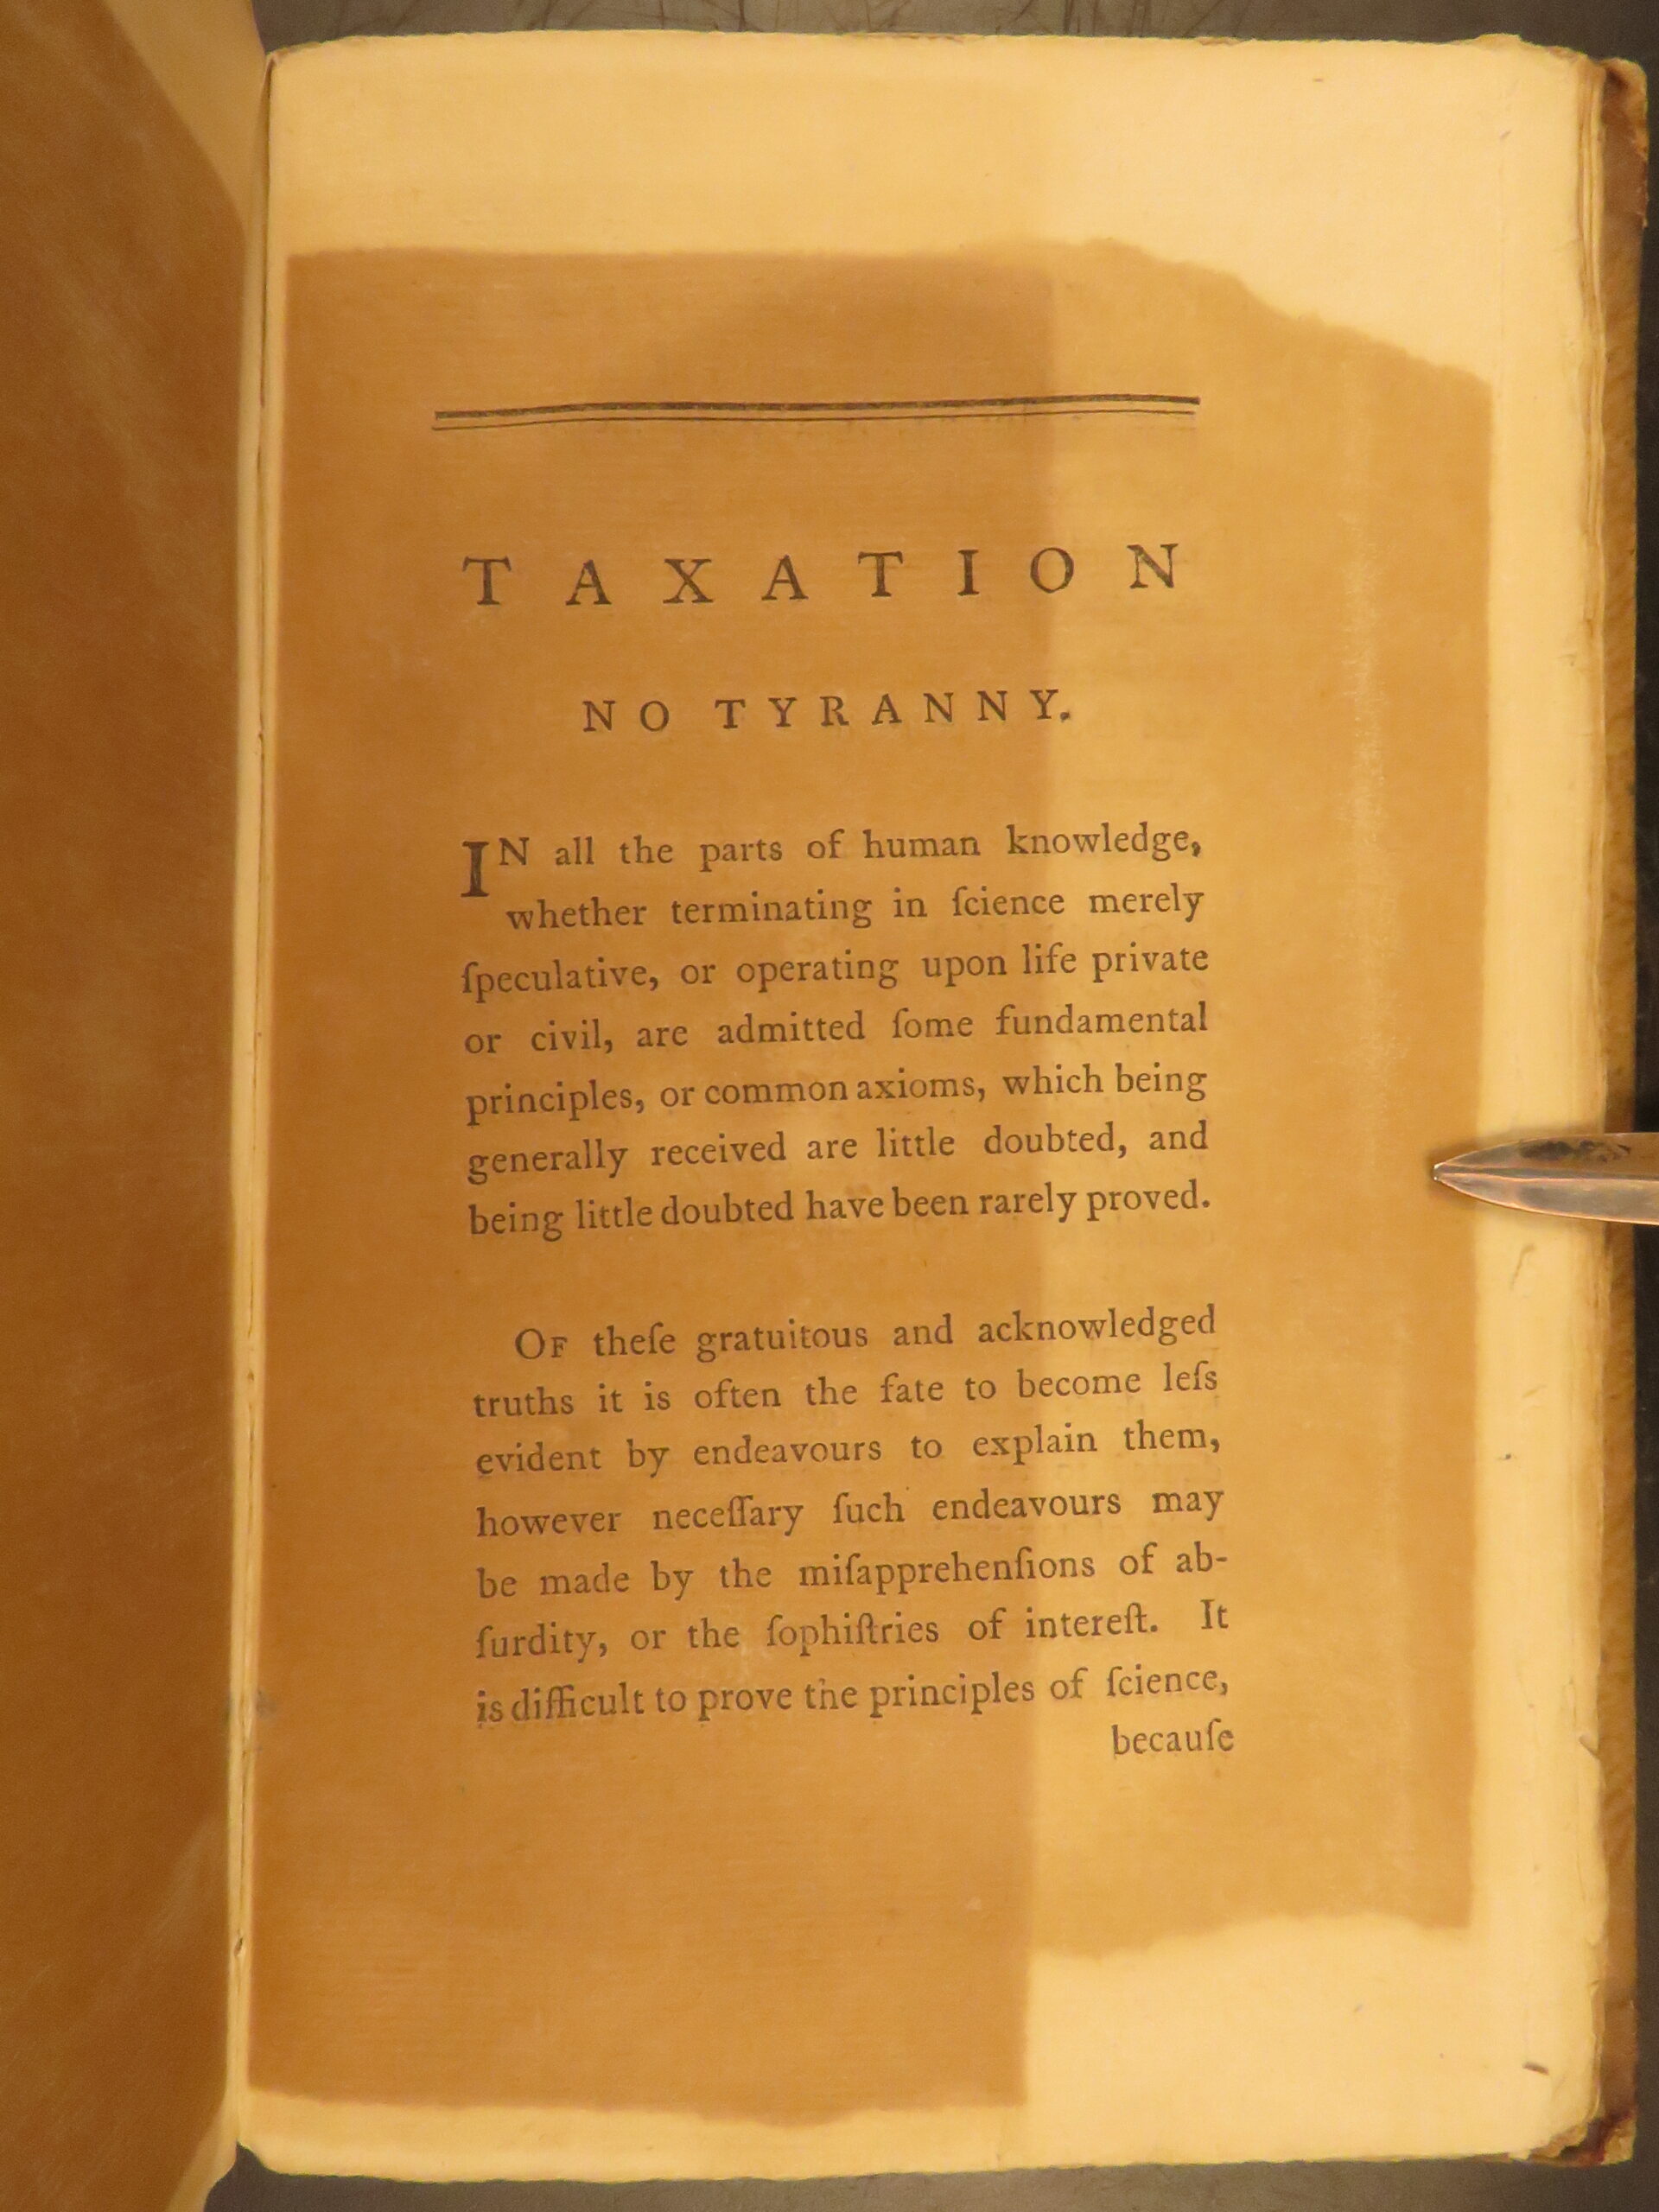 TAXATION
NO TYRANNY.
IN all the parts of human knowledge,
whether terminating in ſcience merely
ſpeculative, or operating upon life private
or civil, are admitted ſome fundamental
principles, or common axioms, which being
generally received are little doubted, and
being little doubted have been rarely proved.
OF theſe gratuitous and acknowledged
truths it is often the fate to become leſs
evident by endeavours to explain them,
however neceſſary ſuch endeavours may
be made by the miſapprehenſions of ab-
ſurdity, or the ſophiſtries of intereſt. It
is difficult to prove the principles of ſcience,
becauſe